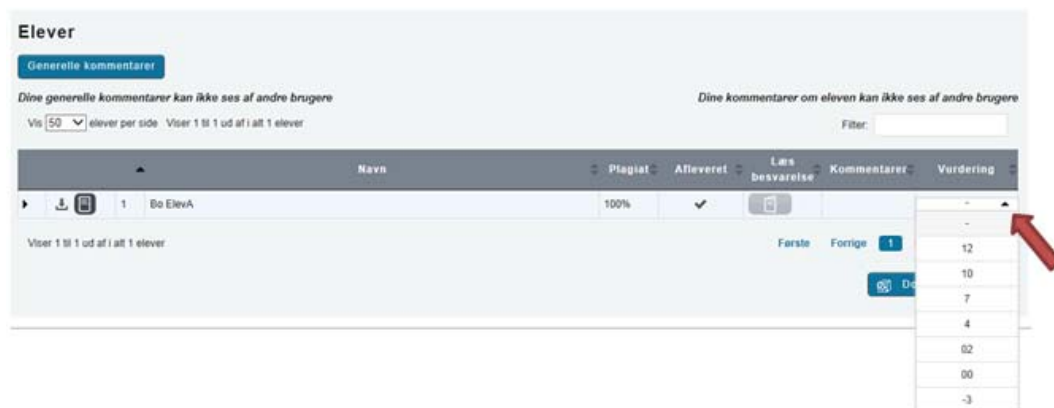 Elever
Generelle kommentarer
Dine generelle kommentarer kan ikke ses af andre brugere
Dine kommentarer om eleven kan ikke ses af andre brugere
Vis 50 elever per side Viser 1 til 1 ud af i alt 1 elever
Filter:
Navn Plagiat Afleveret Læs besvarelse Kommentarer Vurdering
1 Bo ElevA 100% -
Viser 1 til 1 ud af i alt 1 elever
Første Forrige 1
-
12
10
7
4
02
00
-3